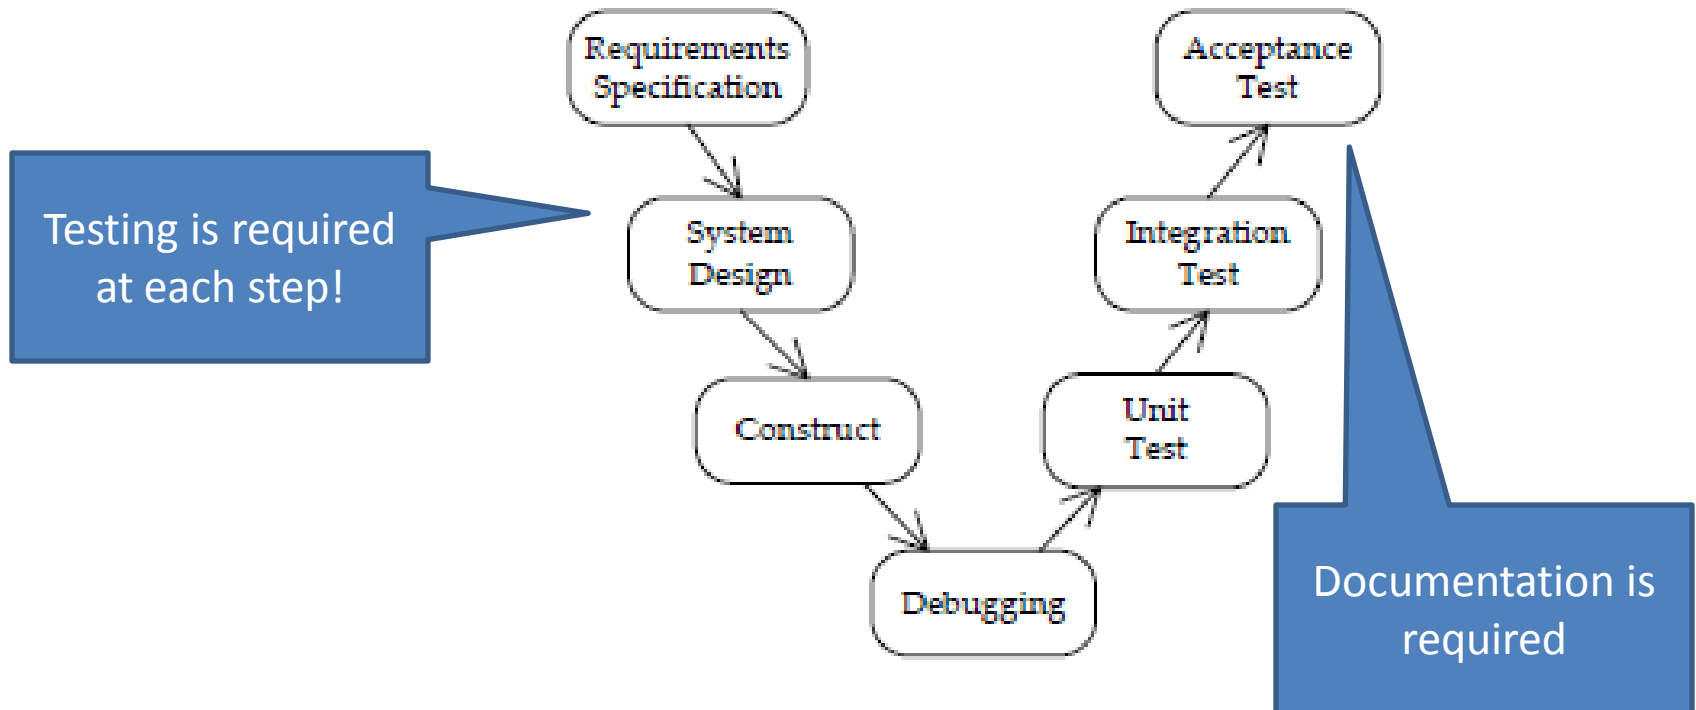 Requirements
Specification
Acceptance
Test
Testing is required
at each step!
System
Design
Integration
Test
Construct
Unit
Test
Debugging
Documentation is
required